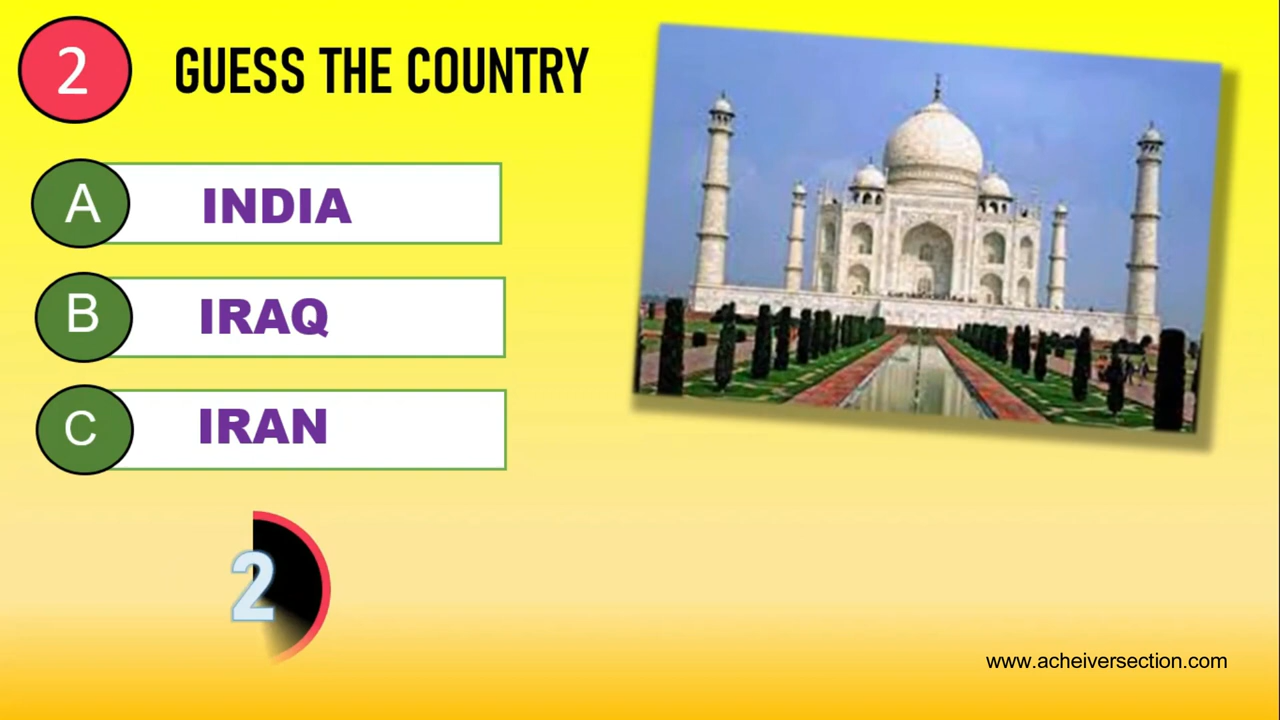 2
GUESS THE COUNTRY
A
INDIA
B
IRAQ
C
IRAN
2
www.acheiversection.com